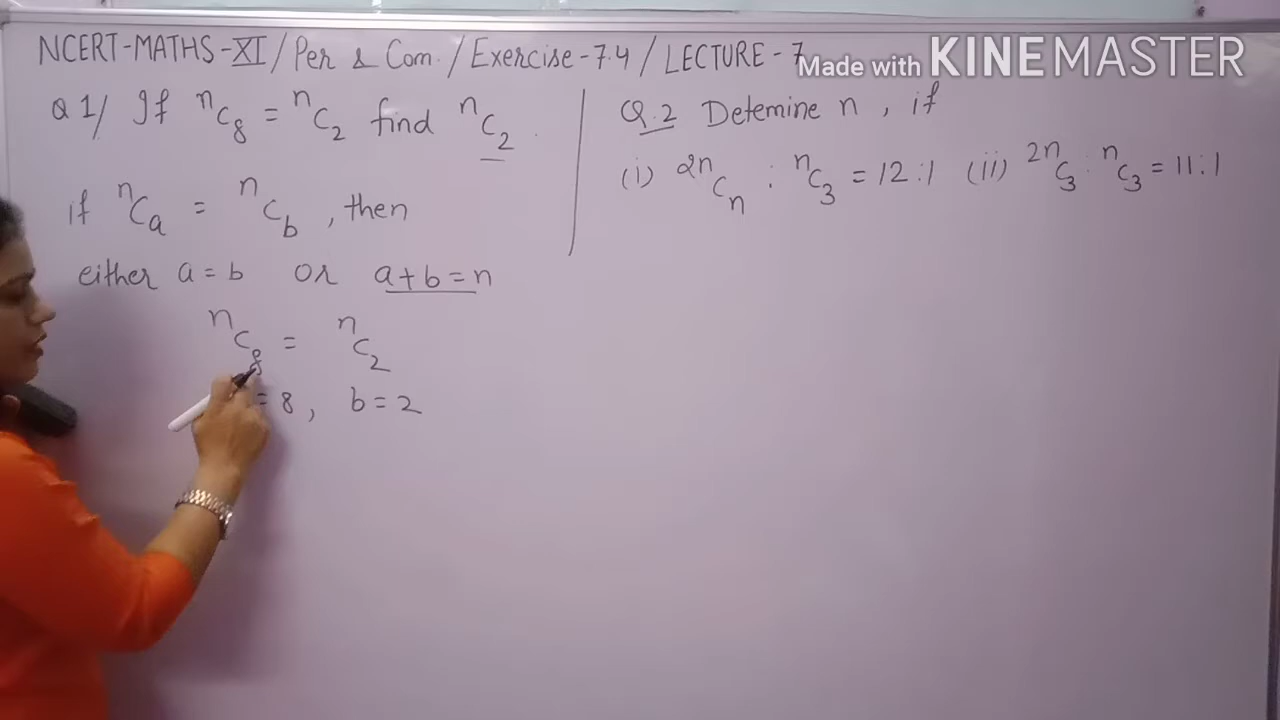 NCERT-MATHS-XI / Per & Com. / Exercise-7.4 / LECTURE-7
Made with KINEMASTER
Q 1/ If ⁿC₈ = ⁿC₂ find ⁿC₂.
if ⁿCₐ = ⁿC_b, then
either a = b or a + b = n
ⁿC₈ = ⁿC₂
= 8, b = 2
Q.2 Detemine n, if
(i) ²ⁿCₙ : ⁿC₃ = 12:1 (ii) ²ⁿC₃ : ⁿC₃ = 11:1